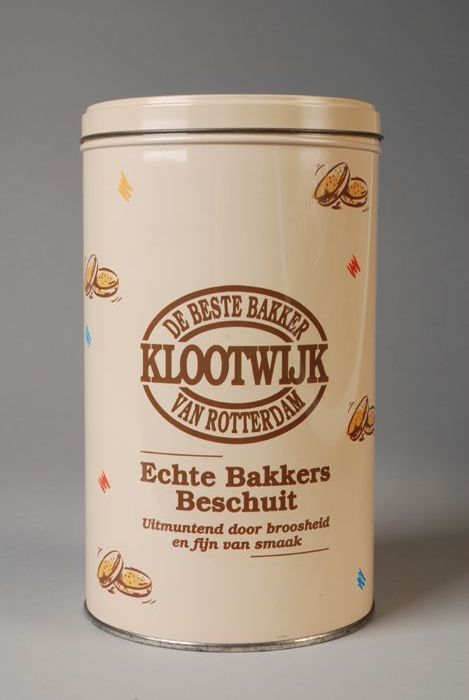 DE BESTE BAKKER
KLOOTWIJK
VAN ROTTERDAM
Echte Bakkers
Beschuit
Uitmuntend door broosheid
en fijn van smaak